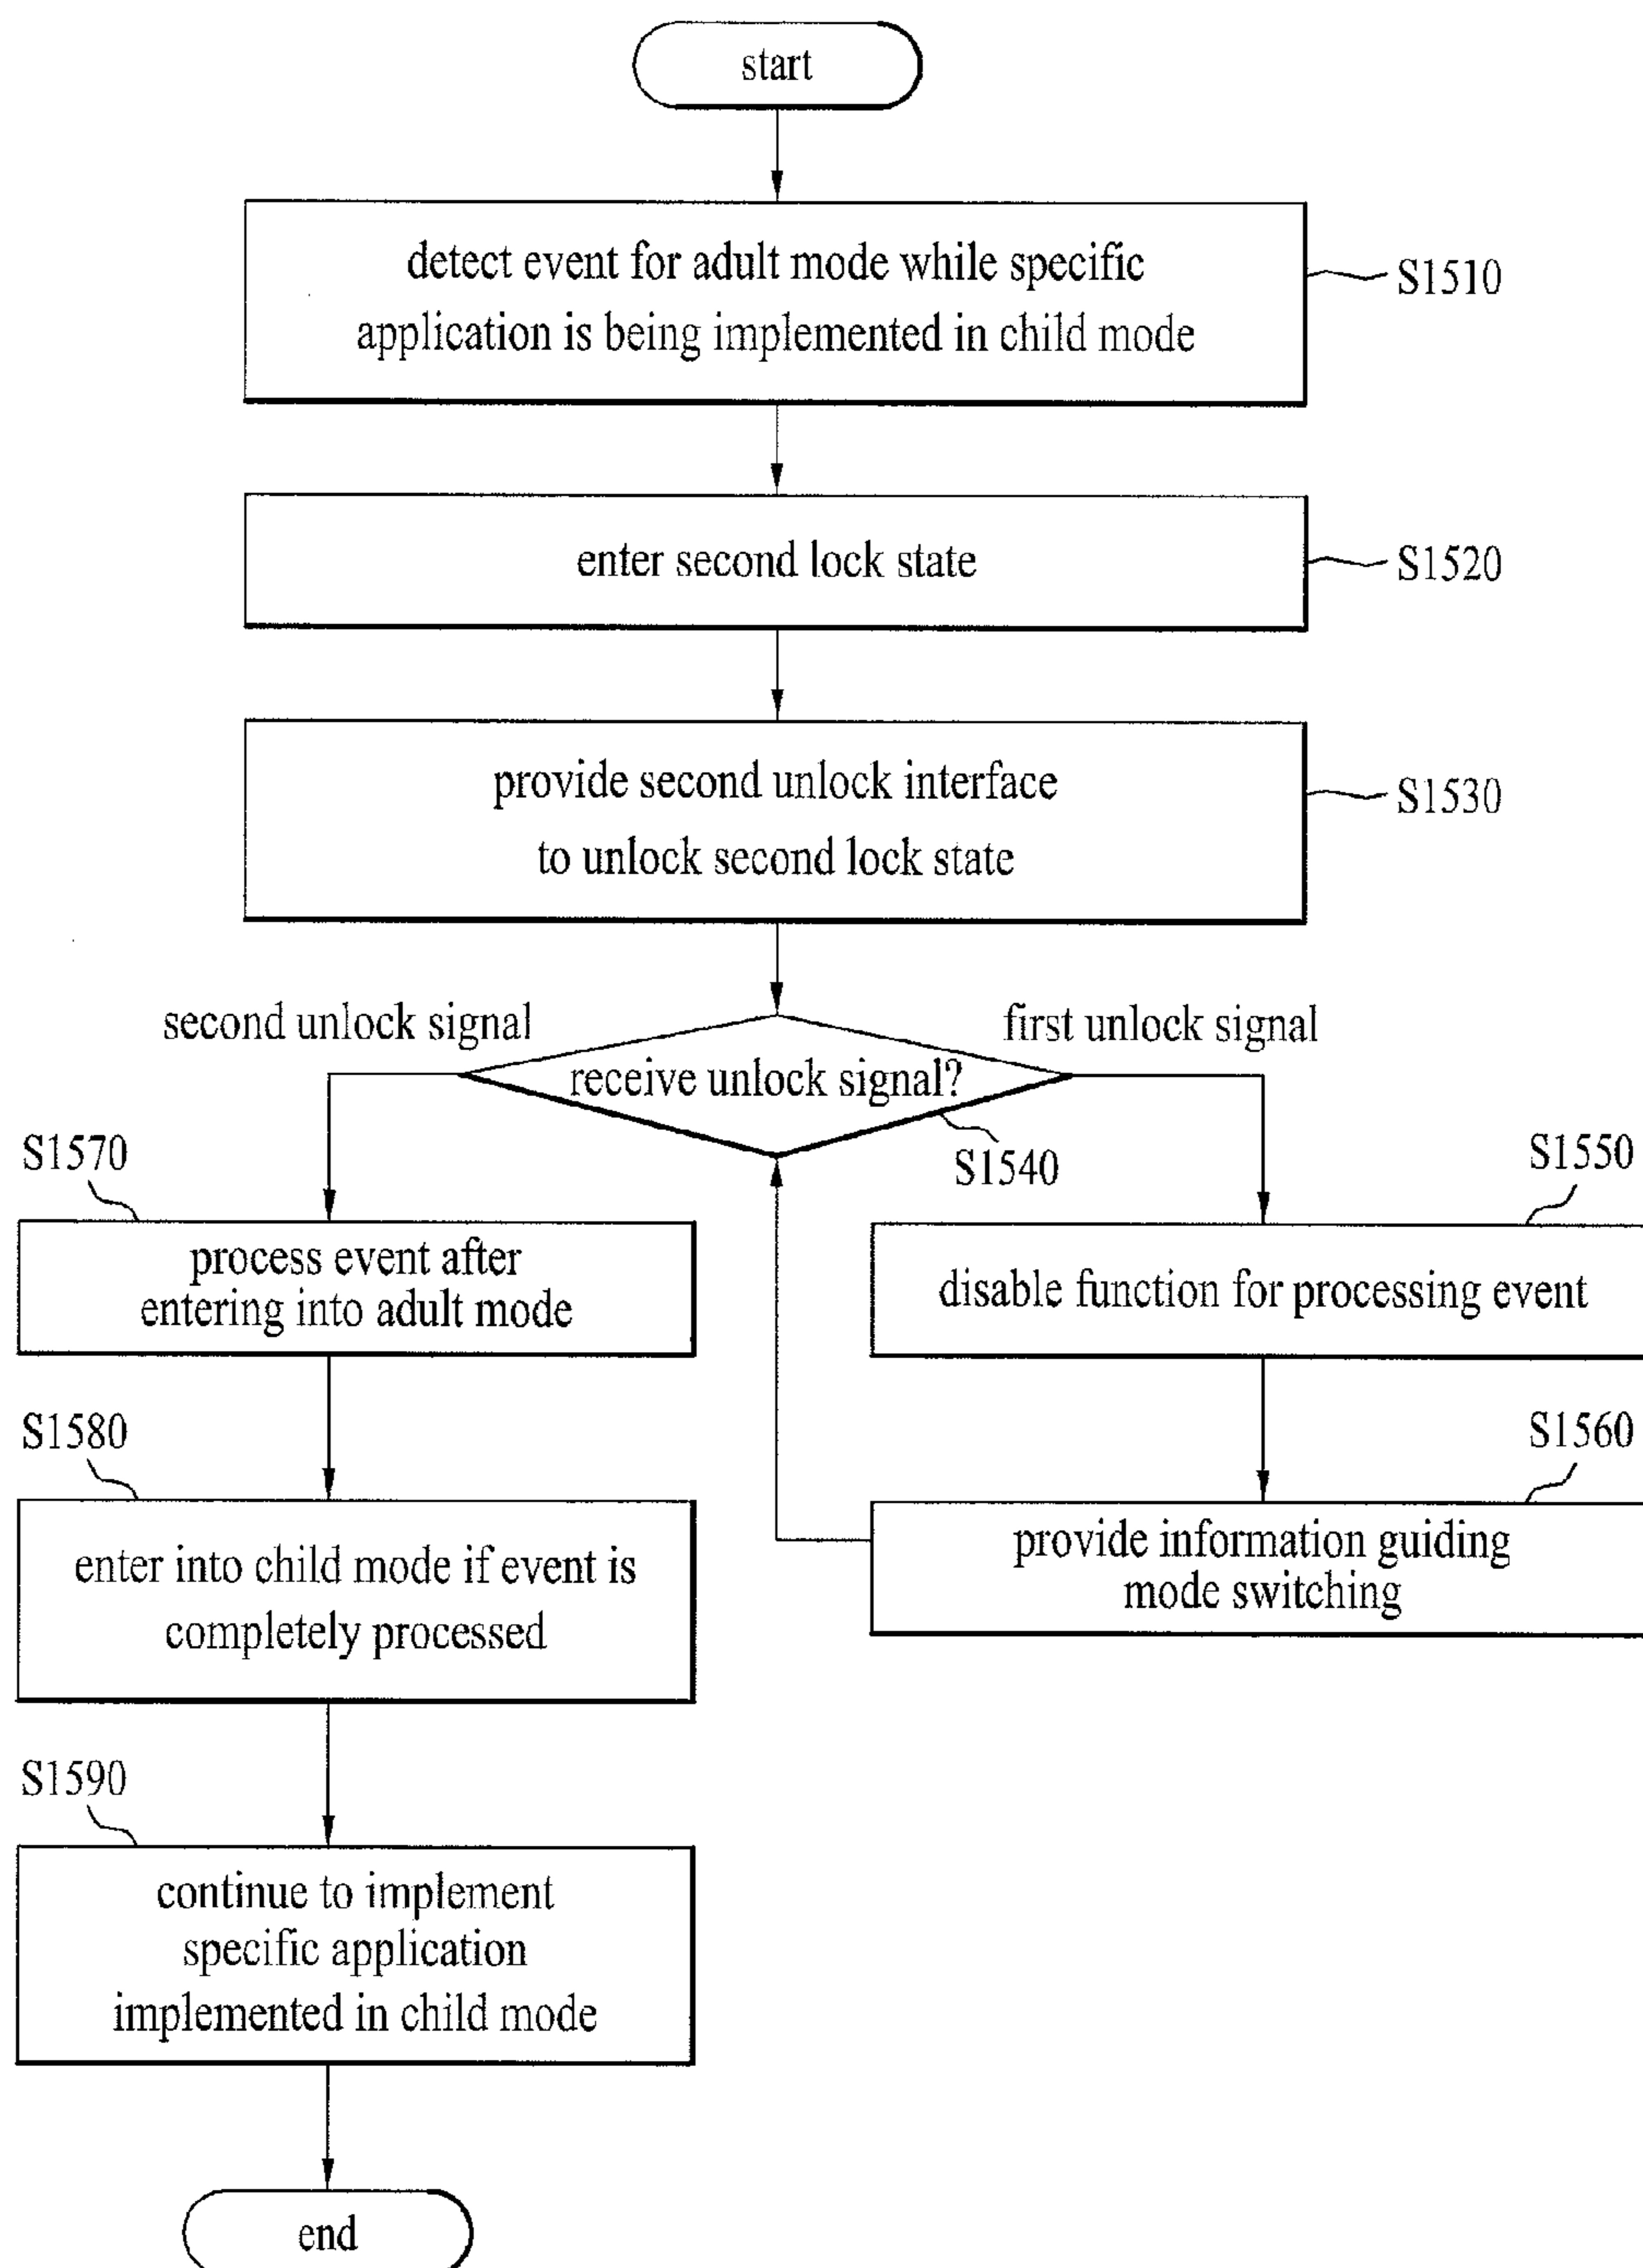 start
detect event for adult mode while specific
application is being implemented in child mode
S1510
enter second lock state
S1520
provide second unlock interface
to unlock second lock state
S1530
second unlock signal
first unlock signal
receive unlock signal?
S1540
S1570
process event after
entering into adult mode
S1550
disable function for processing event
S1580
enter into child mode if event is
completely processed
S1560
provide information guiding
mode switching
S1590
continue to implement
specific application
implemented in child mode
end